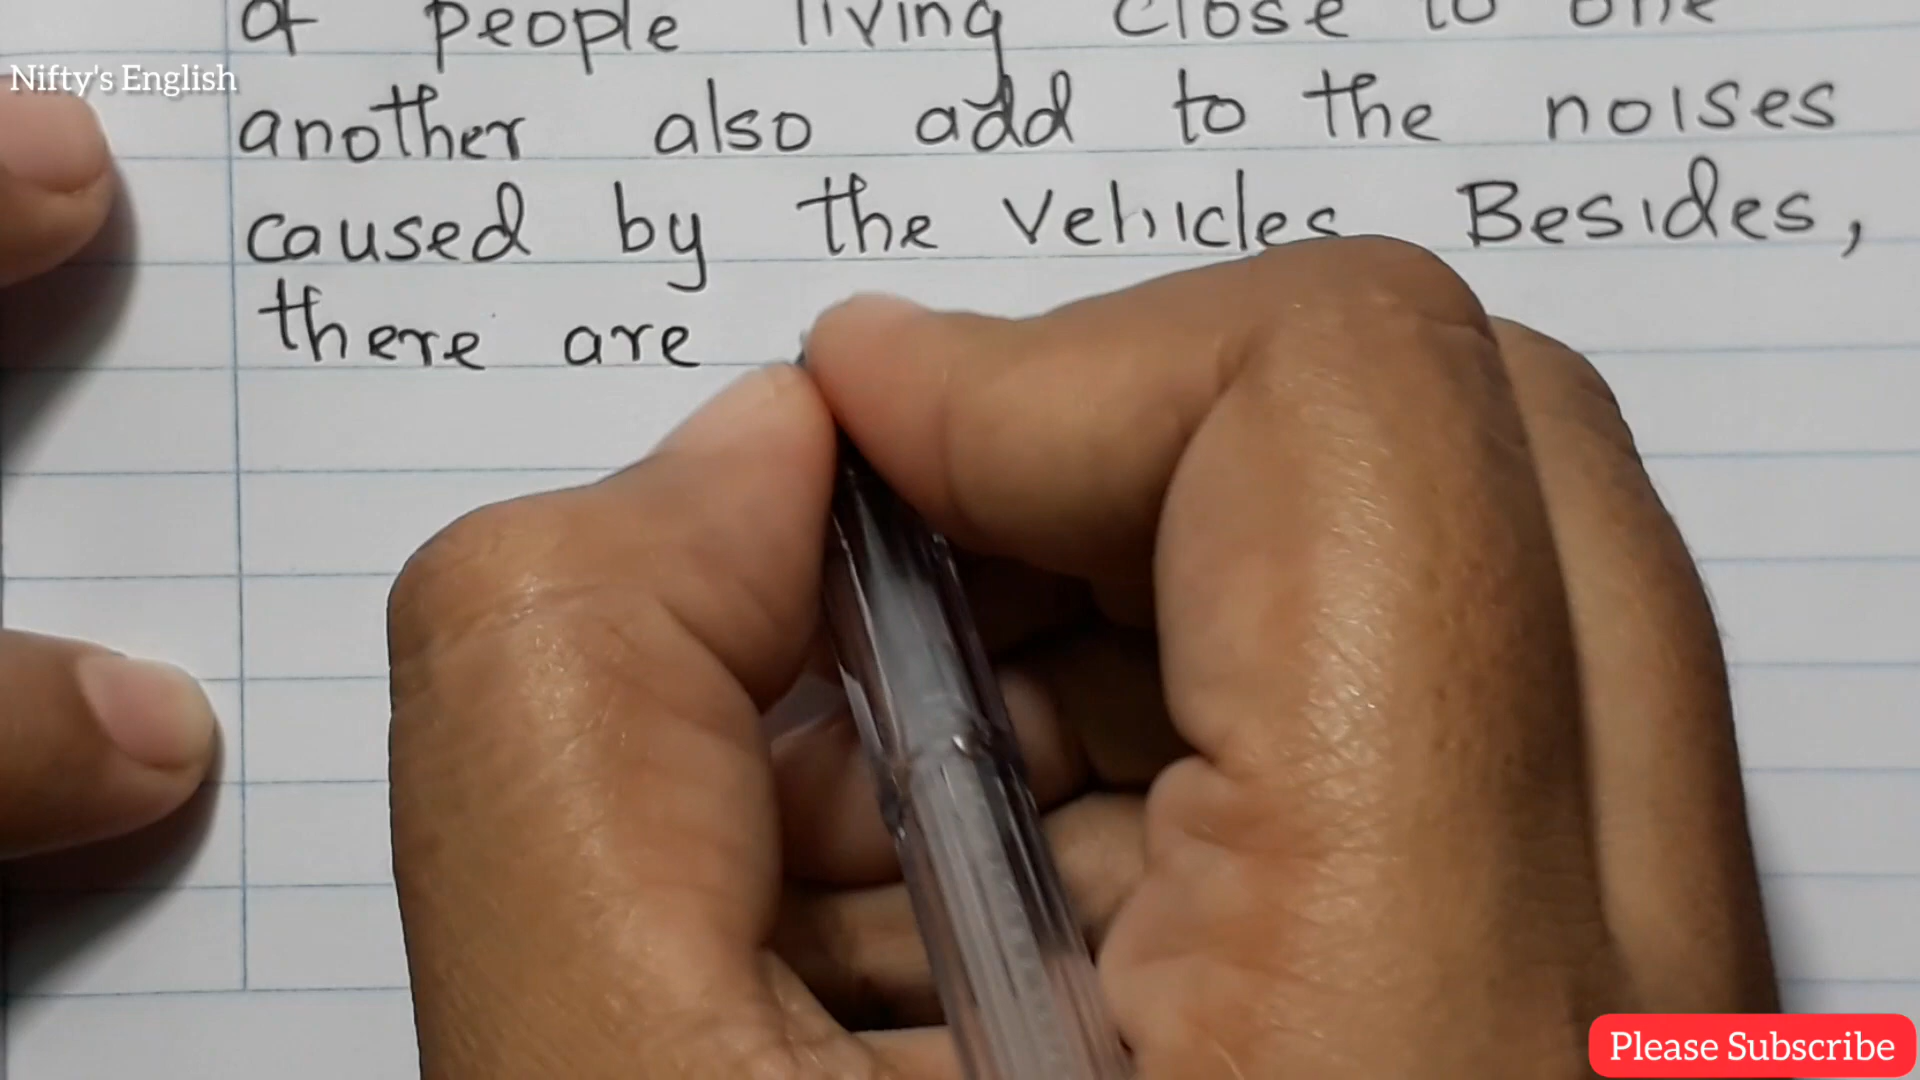 of people living close to one
Nifty's English
another also add to the noises
caused by the vehicles Besides,
there are
Please Subscribe